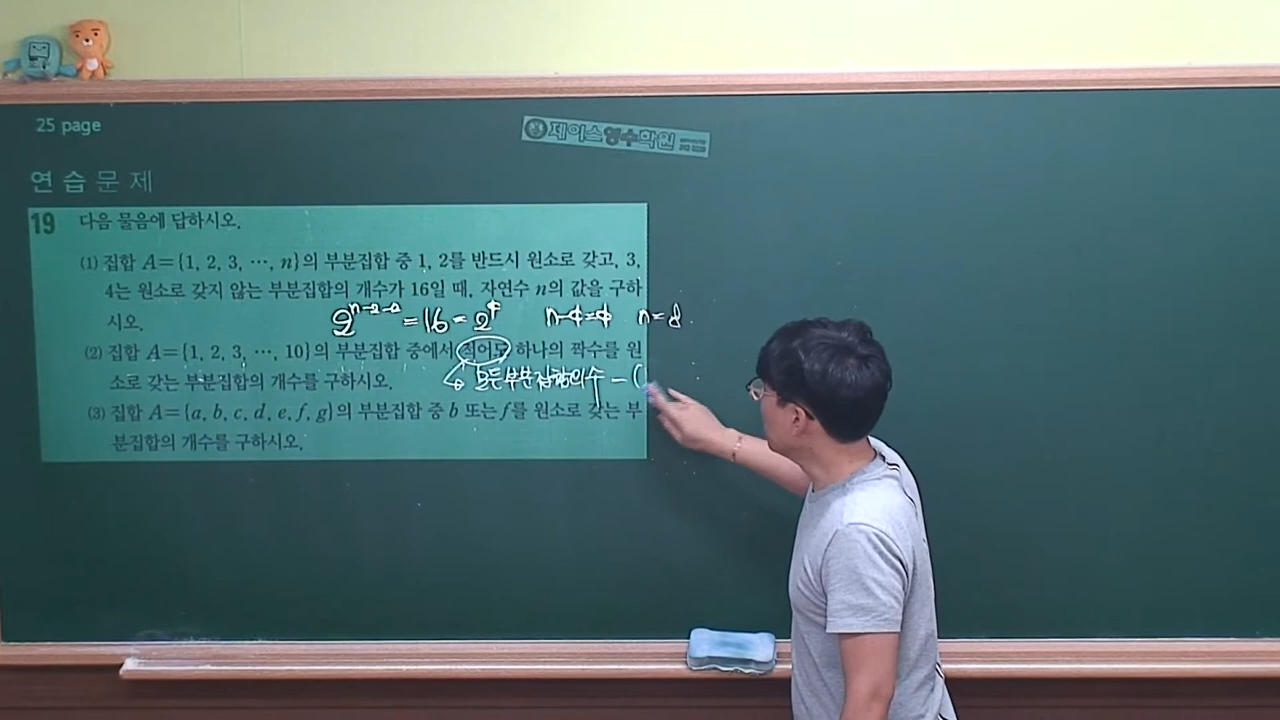 25 page
제이스영수학원
연습문제
19 다음 물음에 답하시오.
(1) 집합 A={1, 2, 3, ⋯, n}의 부분집합 중 1, 2를 반드시 원소로 갖고, 3,
4는 원소로 갖지 않는 부분집합의 개수가 16일 때, 자연수 n의 값을 구하
시오.
2^{n-2-2} = 16 = 2^4 n-4=4 n=8
(2) 집합 A={1, 2, 3, ⋯, 10}의 부분집합 중에서 적어도 하나의 짝수를 원
소로 갖는 부분집합의 개수를 구하시오.
↳ 모든 부분집합의 수 - (
(3) 집합 A={a, b, c, d, e, f, g}의 부분집합 중 b 또는 f를 원소로 갖는 부
분집합의 개수를 구하시오.